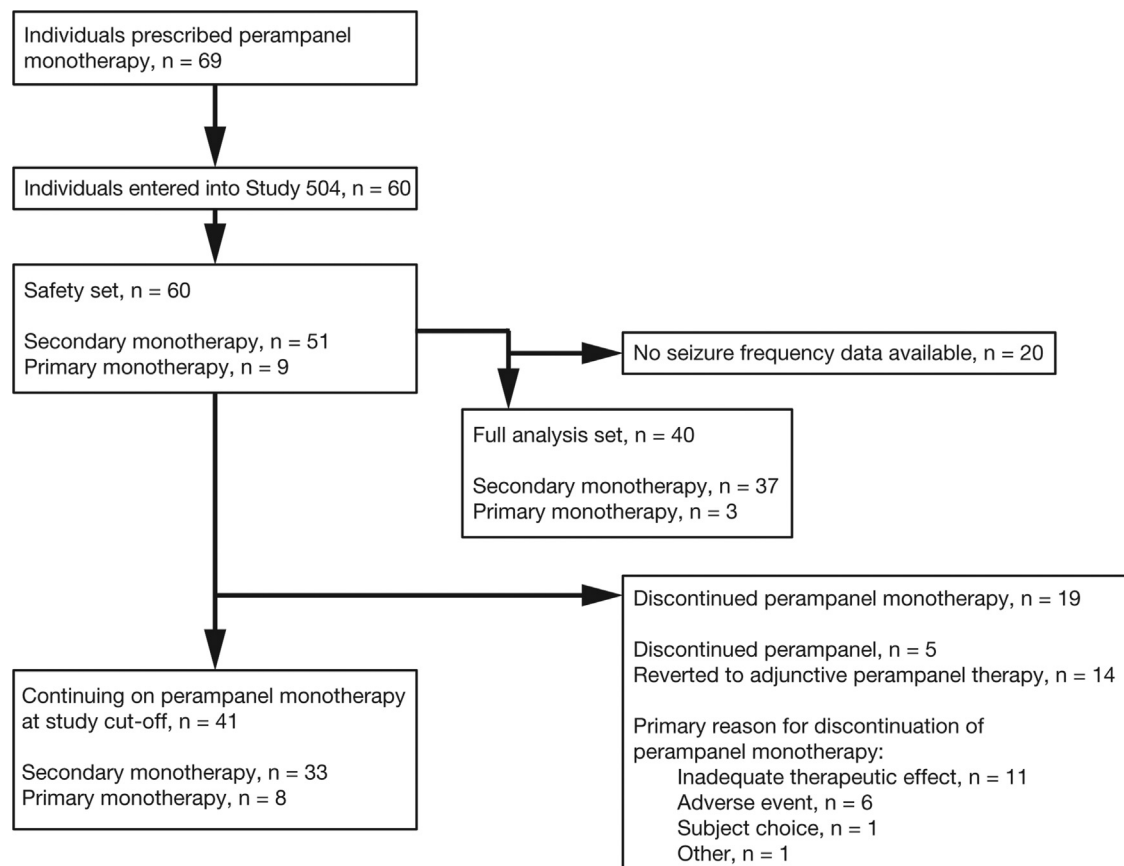 Individuals prescribed perampanel
monotherapy, n = 69
Individuals entered into Study 504, n = 60
Safety set, n = 60
Secondary monotherapy, n = 51
Primary monotherapy, n = 9
No seizure frequency data available, n = 20
Full analysis set, n = 40
Secondary monotherapy, n = 37
Primary monotherapy, n = 3
Discontinued perampanel monotherapy, n = 19
Discontinued perampanel, n = 5
Reverted to adjunctive perampanel therapy, n = 14
Primary reason for discontinuation of
perampanel monotherapy:
Inadequate therapeutic effect, n = 11
Adverse event, n = 6
Subject choice, n = 1
Other, n = 1
Continuing on perampanel monotherapy
at study cut-off, n = 41
Secondary monotherapy, n = 33
Primary monotherapy, n = 8